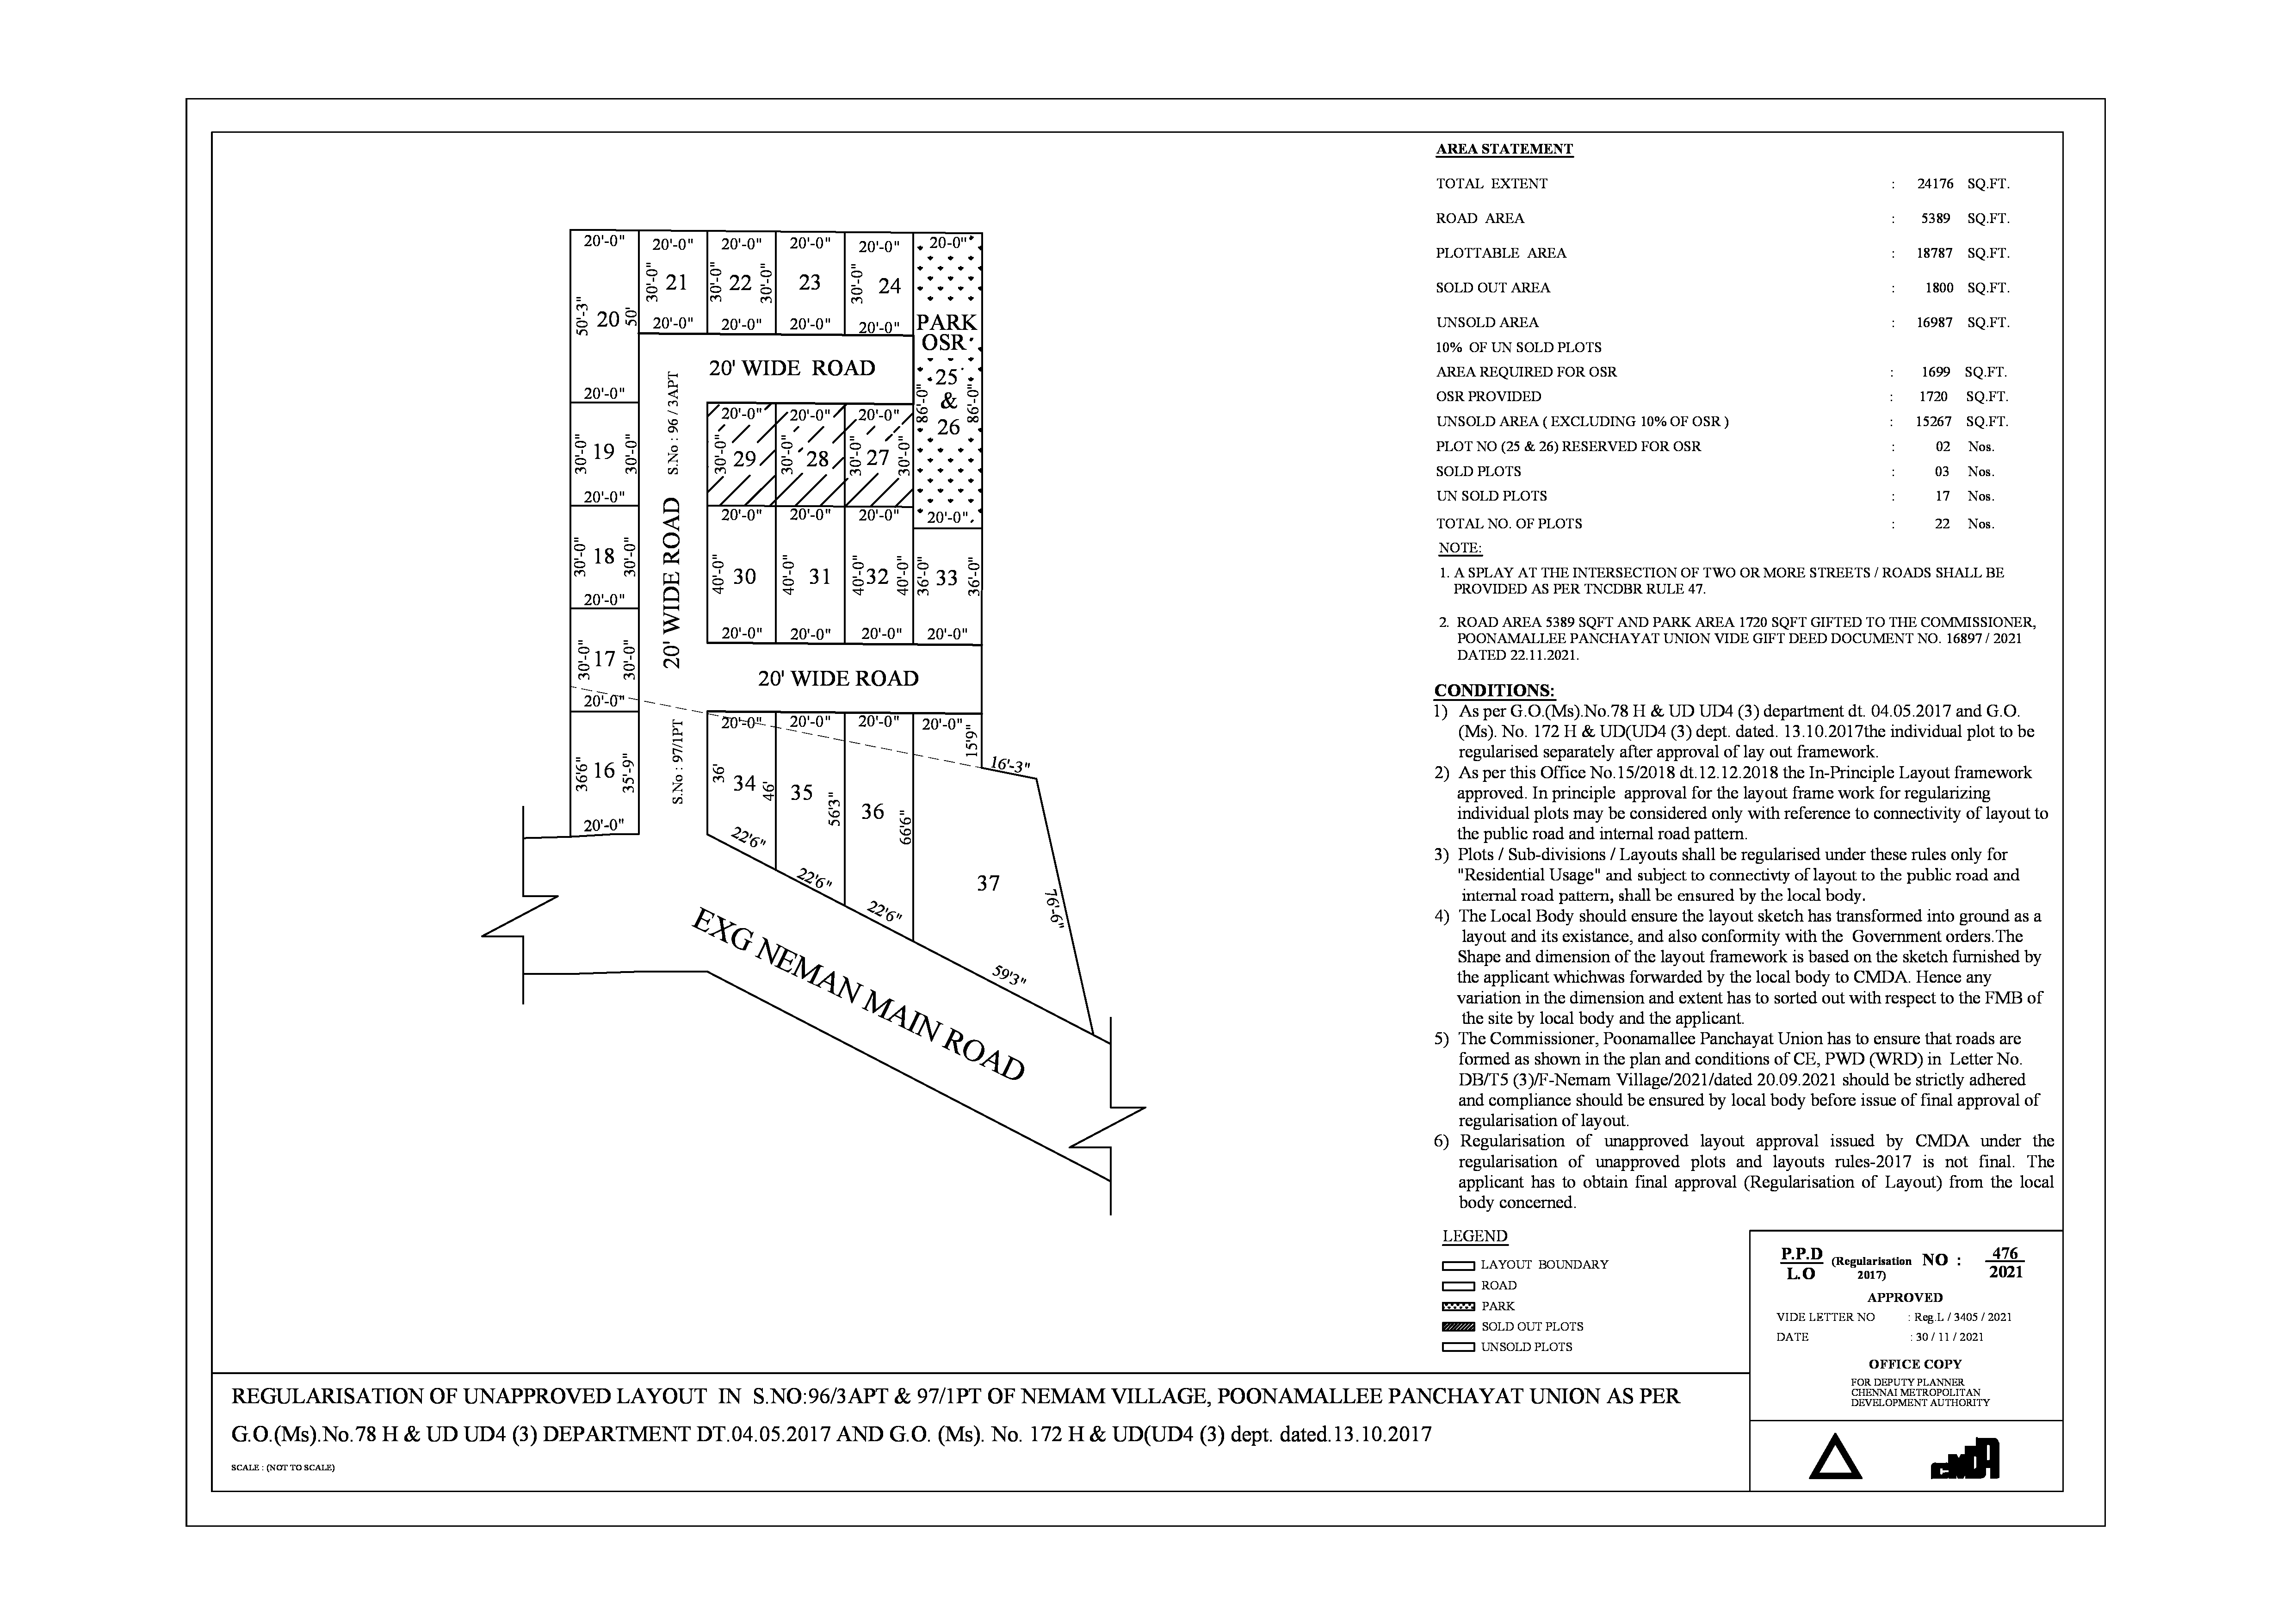 20'-0"
20'-0"
20'-0"
20'-0"
20'-0"
20-0"
50'-3"
20
50'
20'-0"
30'-0"
21
20'-0"
30'-0"
22
30'-0"
20'-0"
23
20'-0"
30'-0"
24
20'-0"
PARK
OSR
25
&
26
86'-0"
86'-0"
20'-0"
20' WIDE ROAD
S.No : 96 / 3APT
20' WIDE ROAD
S.No : 97/1PT
30'-0"
19
30'-0"
20'-0"
20'-0"
20'-0"
20'-0"
30'-0"
29
30'-0"
28
30'-0"
27
30'-0"
30'-0"
18
30'-0"
20'-0"
20'-0"
20'-0"
20'-0"
40'-0"
30
40'-0"
31
40'-0"
32
40'-0"
36'-0"
33
36'-0"
20'-0"
20'-0"
20'-0"
20'-0"
30'-0"
17
30'-0"
20'-0"
20' WIDE ROAD
20'-0"
20'-0"
20'-0"
20'-0"
15'9"
16'-3"
36'6"
16
35'-9"
20'-0"
36'
34
46'
35
56'3"
36
66'6"
37
76'-6"
22'6"
22'6"
22'6"
59'3"
EXG NEMAN MAIN ROAD
AREA STATEMENT
TOTAL EXTENT : 24176 SQ.FT.
ROAD AREA : 5389 SQ.FT.
PLOTTABLE AREA : 18787 SQ.FT.
SOLD OUT AREA : 1800 SQ.FT.
UNSOLD AREA : 16987 SQ.FT.
10% OF UN SOLD PLOTS
AREA REQUIRED FOR OSR : 1699 SQ.FT.
OSR PROVIDED : 1720 SQ.FT.
UNSOLD AREA ( EXCLUDING 10% OF OSR ) : 15267 SQ.FT.
PLOT NO (25 & 26) RESERVED FOR OSR : 02 Nos.
SOLD PLOTS : 03 Nos.
UN SOLD PLOTS : 17 Nos.
TOTAL NO. OF PLOTS : 22 Nos.
NOTE:
1. A SPLAY AT THE INTERSECTION OF TWO OR MORE STREETS / ROADS SHALL BE
PROVIDED AS PER TNCDBR RULE 47.
2. ROAD AREA 5389 SQFT AND PARK AREA 1720 SQFT GIFTED TO THE COMMISSIONER,
POONAMALLEE PANCHAYAT UNION VIDE GIFT DEED DOCUMENT NO. 16897 / 2021
DATED 22.11.2021.
CONDITIONS:
1) As per G.O.(Ms).No.78 H & UD UD4 (3) department dt. 04.05.2017 and G.O.
(Ms). No. 172 H & UD(UD4 (3) dept. dated. 13.10.2017the individual plot to be
regularised separately after approval of lay out framework.
2) As per this Office No.15/2018 dt.12.12.2018 the In-Principle Layout framework
approved. In principle approval for the layout frame work for regularizing
individual plots may be considered only with reference to connectivity of layout to
the public road and internal road pattern.
3) Plots / Sub-divisions / Layouts shall be regularised under these rules only for
"Residential Usage" and subject to connectivty of layout to the public road and
internal road pattern, shall be ensured by the local body.
4) The Local Body should ensure the layout sketch has transformed into ground as a
layout and its existance, and also conformity with the Government orders.The
Shape and dimension of the layout framework is based on the sketch furnished by
the applicant whichwas forwarded by the local body to CMDA. Hence any
variation in the dimension and extent has to sorted out with respect to the FMB of
the site by local body and the applicant.
5) The Commissioner, Poonamallee Panchayat Union has to ensure that roads are
formed as shown in the plan and conditions of CE, PWD (WRD) in Letter No.
DB/T5 (3)/F-Nemam Village/2021/dated 20.09.2021 should be strictly adhered
and compliance should be ensured by local body before issue of final approval of
regularisation of layout.
6) Regularisation of unapproved layout approval issued by CMDA under the
regularisation of unapproved plots and layouts rules-2017 is not final. The
applicant has to obtain final approval (Regularisation of Layout) from the local
body concerned.
LEGEND
LAYOUT BOUNDARY
ROAD
PARK
SOLD OUT PLOTS
UNSOLD PLOTS
P.P.D
L.O
(Regularisation
2017)
NO :
476
2021
APPROVED
VIDE LETTER NO : Reg.L / 3405 / 2021
DATE : 30 / 11 / 2021
OFFICE COPY
FOR DEPUTY PLANNER
CHENNAI METROPOLITAN
DEVELOPMENT AUTHORITY
CMDA
REGULARISATION OF UNAPPROVED LAYOUT IN S.NO:96/3APT & 97/1PT OF NEMAM VILLAGE, POONAMALLEE PANCHAYAT UNION AS PER
G.O.(Ms).No.78 H & UD UD4 (3) DEPARTMENT DT.04.05.2017 AND G.O. (Ms). No. 172 H & UD(UD4 (3) dept. dated.13.10.2017
SCALE : (NOT TO SCALE)